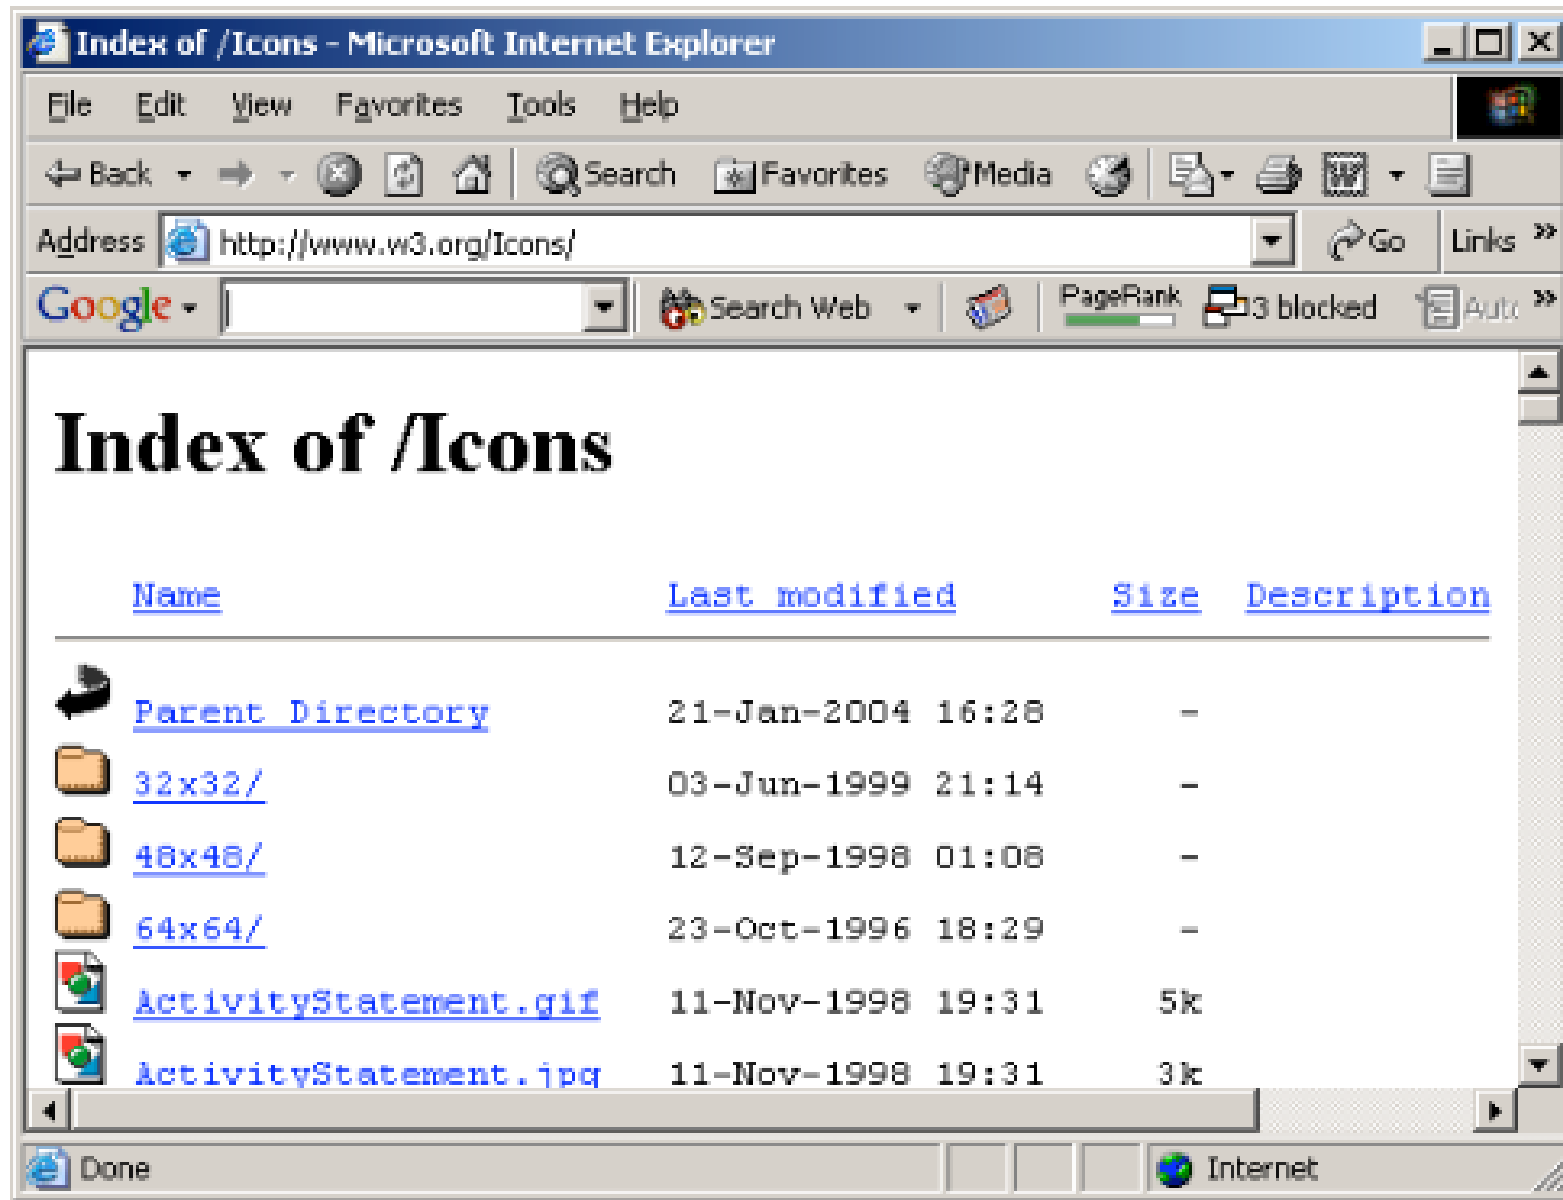 Index of /Icons - Microsoft Internet Explorer
File Edit View Favorites Tools Help
Back Search Favorites Media
Address http://www.w3.org/Icons/ Go Links »
Google Search Web PageRank 3 blocked »
Index of /Icons
Name Last modified Size Description
Parent Directory 21-Jan-2004 16:28 -
32x32/ 03-Jun-1999 21:14 -
48x48/ 12-Sep-1998 01:08 -
64x64/ 23-Oct-1996 18:29 -
ActivityStatement.gif 11-Nov-1998 19:31 5k
ActivityStatement.jpg 11-Nov-1998 19:31 3k
Done Internet